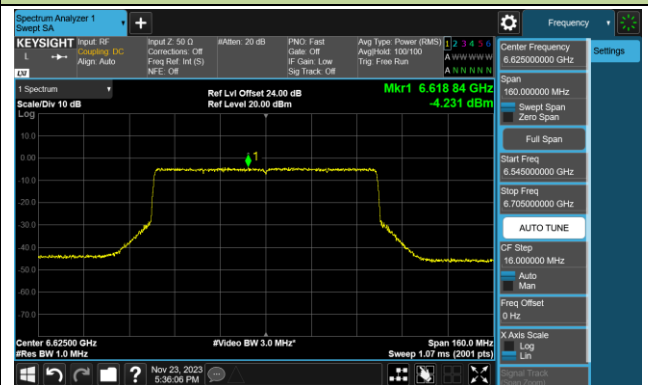 Spectrum Analyzer 1
Swept SA
+
Frequency
KEYSIGHT
Input: RF
Coupling: DC
Align: Auto
Input Z: 50 Ω
Corrections: Off
Freq Ref: Int (S)
NFE: Off
#Atten: 20 dB
PNO: Fast
Gate: Off
IF Gain: Low
Sig Track: Off
Avg Type: Power (RMS)
Avg|Hold: 100/100
Trig: Free Run
1 2 3 4 5 6
A W W W W W
A N N N N N
L
LXI
Center Frequency
6.625000000 GHz
Settings
Span
160.000000 MHz
Swept Span
Zero Span
Full Span
Start Freq
6.545000000 GHz
Stop Freq
6.705000000 GHz
AUTO TUNE
CF Step
16.000000 MHz
Auto
Man
Freq Offset
0 Hz
X Axis Scale
Log
Lin
Signal Track
(Span Zoom)
1 Spectrum
Scale/Div 10 dB
Ref Lvl Offset 24.00 dB
Ref Level 20.00 dBm
Mkr1 6.618 84 GHz
-4.231 dBm
Log
10.0
0.00
-10.0
-20.0
-30.0
-40.0
-50.0
-60.0
-70.0
1
Center 6.62500 GHz
#Res BW 1.0 MHz
#Video BW 3.0 MHz*
Span 160.0 MHz
Sweep 1.07 ms (2001 pts)
?
Nov 23, 2023
5:36:06 PM